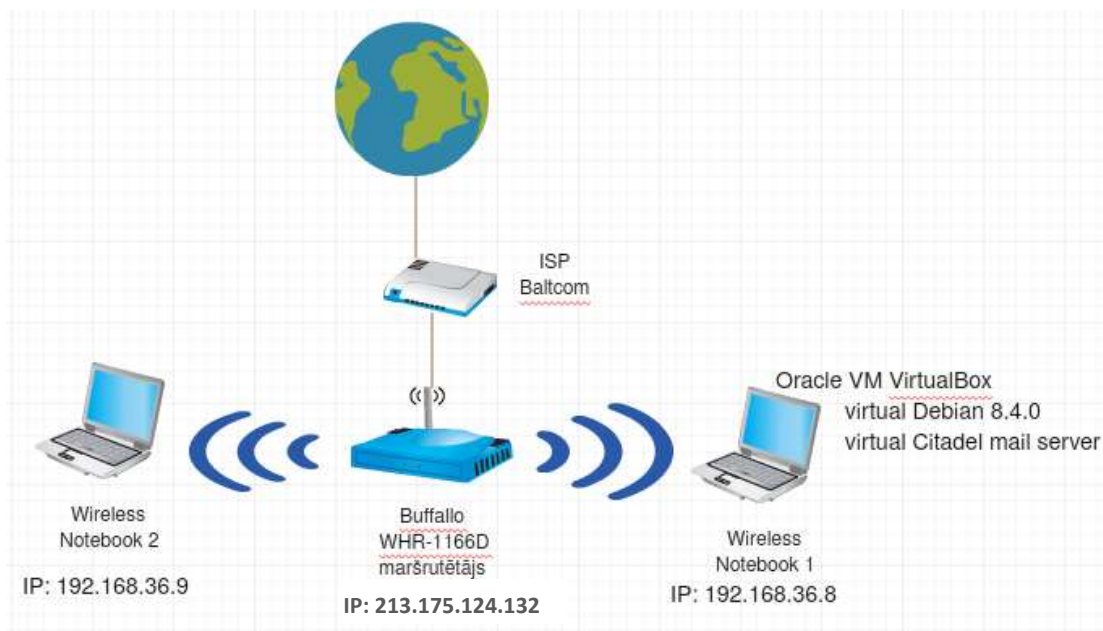 ISP
Baltcom
Oracle VM VirtualBox
virtual Debian 8.4.0
virtual Citadel mail server
Wireless
Notebook 2
IP: 192.168.36.9
Buffallo
WHR-1166D
maršrutētājs
IP: 213.175.124.132
Wireless
Notebook 1
IP: 192.168.36.8